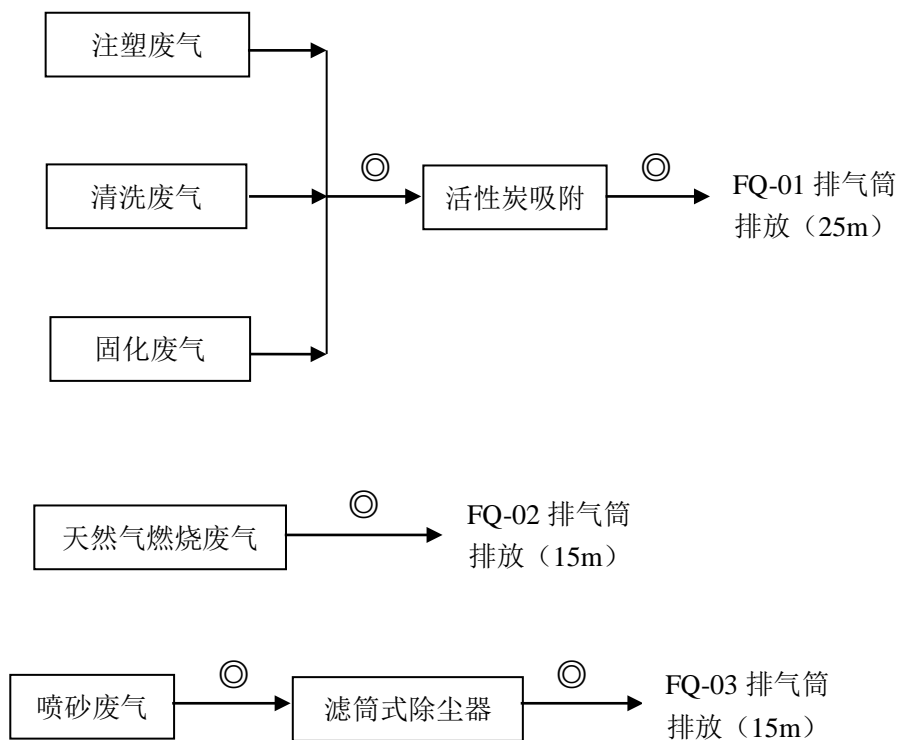 注塑废气
◎
◎
清洗废气
活性炭吸附
FQ-01 排气筒
排放（25m）
固化废气
◎
天然气燃烧废气
FQ-02 排气筒
排放（15m）
◎
◎
喷砂废气
滤筒式除尘器
FQ-03 排气筒
排放（15m）